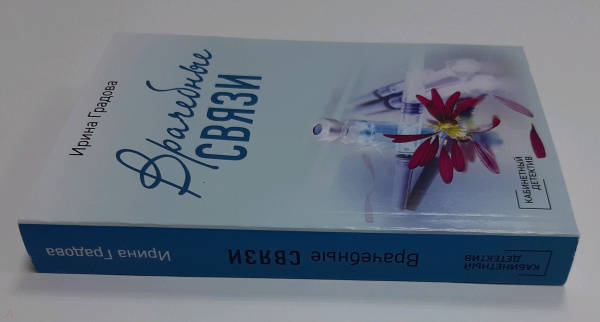 Ирина Градова
Врачебные
СВЯЗИ
КАБИНЕТНЫЙ
ДЕТЕКТИВ
Ирина Градова
Врачебные СВЯЗИ
КАБИНЕТНЫЙ
ДЕТЕКТИВ